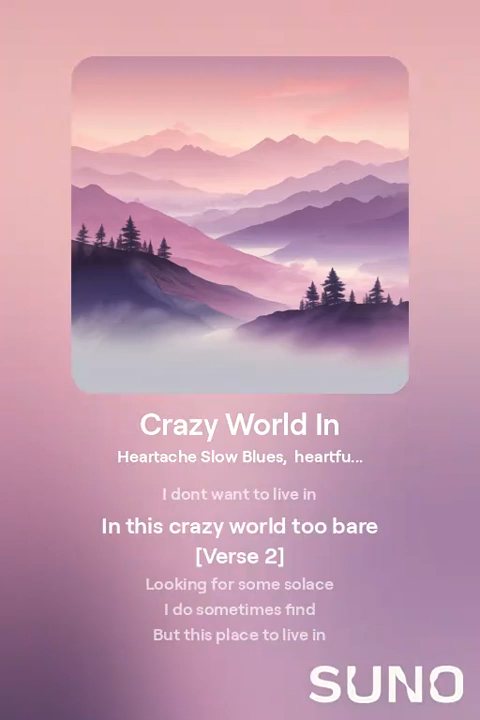 Crazy World In
Heartache Slow Blues, heartfu...
I dont want to live in
In this crazy world too bare
[Verse 2]
Looking for some solace
I do sometimes find
But this place to live in
SUNO